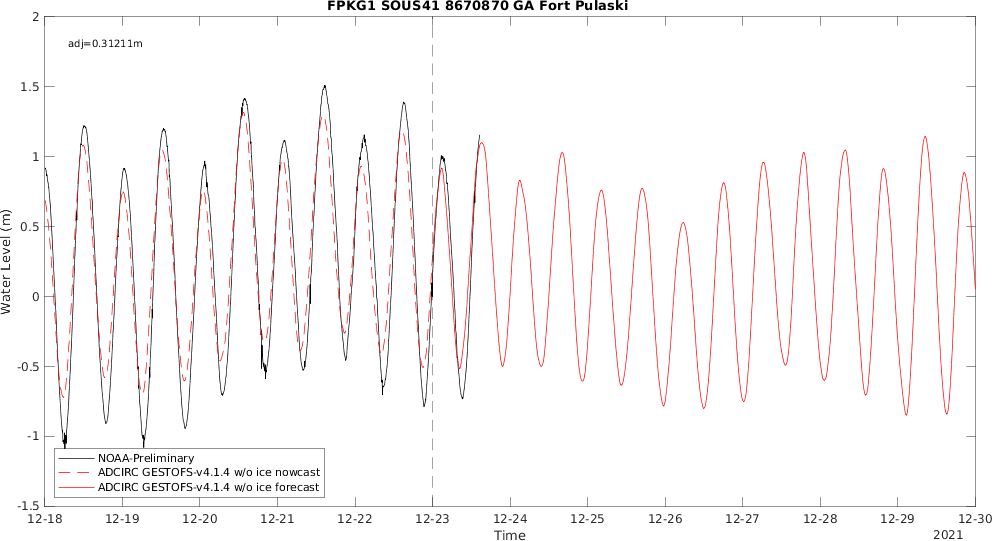 FPKG1 SOUS41 8670870 GA Fort Pulaski
adj=0.31211m
2
1.5
1
0.5
0
-0.5
-1
-1.5
Water Level (m)
NOAA-Preliminary
ADCIRC GESTOFS-v4.1.4 w/o ice nowcast
ADCIRC GESTOFS-v4.1.4 w/o ice forecast
12-18 12-19 12-20 12-21 12-22 12-23 12-24 12-25 12-26 12-27 12-28 12-29 12-30
Time
2021